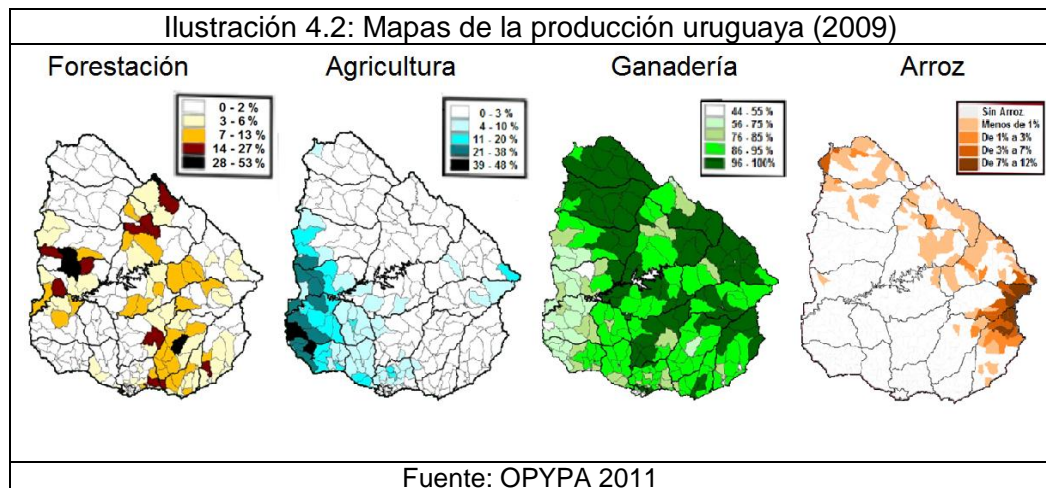 Ilustración 4.2: Mapas de la producción uruguaya (2009)
Forestación
0 - 2 %
3 - 6 %
7 - 13 %
14 - 27 %
28 - 53 %
Agricultura
0 - 3 %
4 - 10 %
11 - 20 %
21 - 38 %
39 - 48 %
Ganadería
44 - 55 %
56 - 75 %
76 - 85 %
86 - 95 %
96 - 100%
Arroz
Sin Arroz
Menos de 1%
De 1% a 3%
De 3% a 7%
De 7% a 12%
Fuente: OPYPA 2011